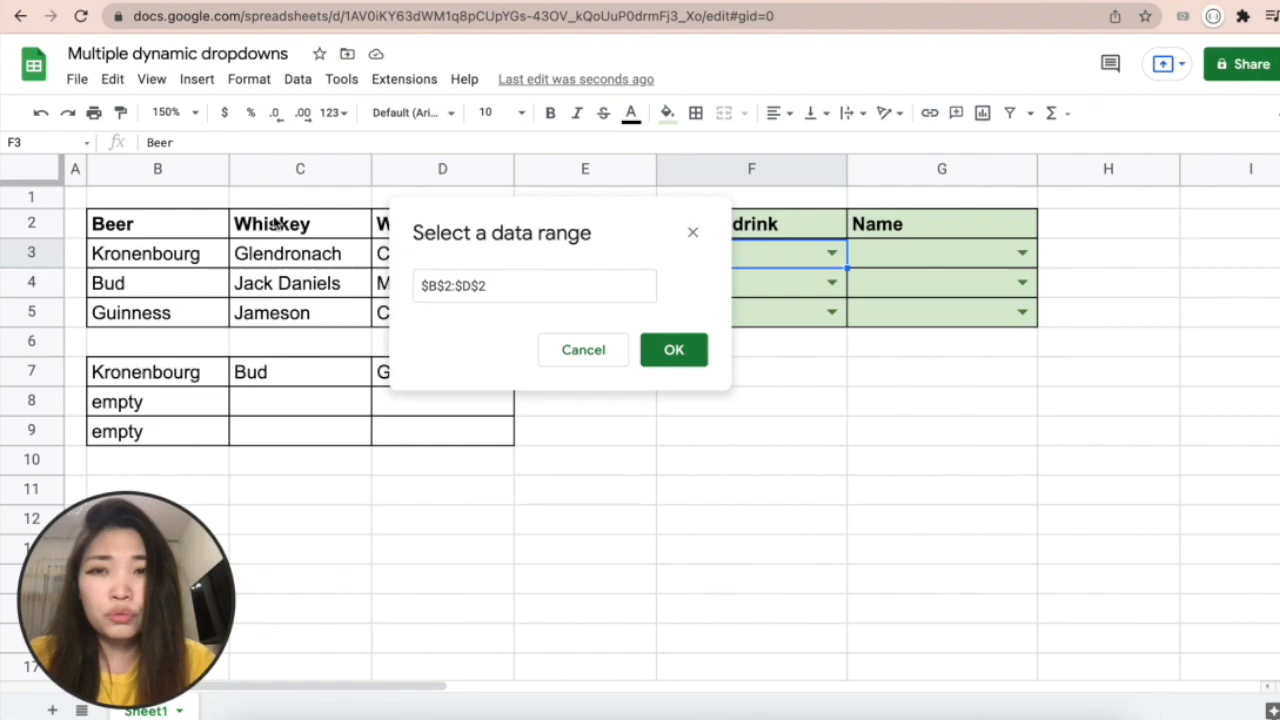 docs.google.com/spreadsheets/d/1AV0iKY63dWM1q8pCUpYGs-43OV_kQoUuP0drmFj3_Xo/edit#gid=0
Multiple dynamic dropdowns
File Edit View Insert Format Data Tools Extensions Help Last edit was seconds ago
Share
150% $ % .0 .00 123 Default (Ari... 10 B I S A Σ
F3 fx Beer
A B C D E F G H I
1
2 Beer Whiskey W drink Name
3 Kronenbourg Glendronach C
4 Bud Jack Daniels M
5 Guinness Jameson C
6
7 Kronenbourg Bud G
8 empty
9 empty
10
11
12
17
Select a data range
$B$2:$D$2
Cancel OK
Sheet1